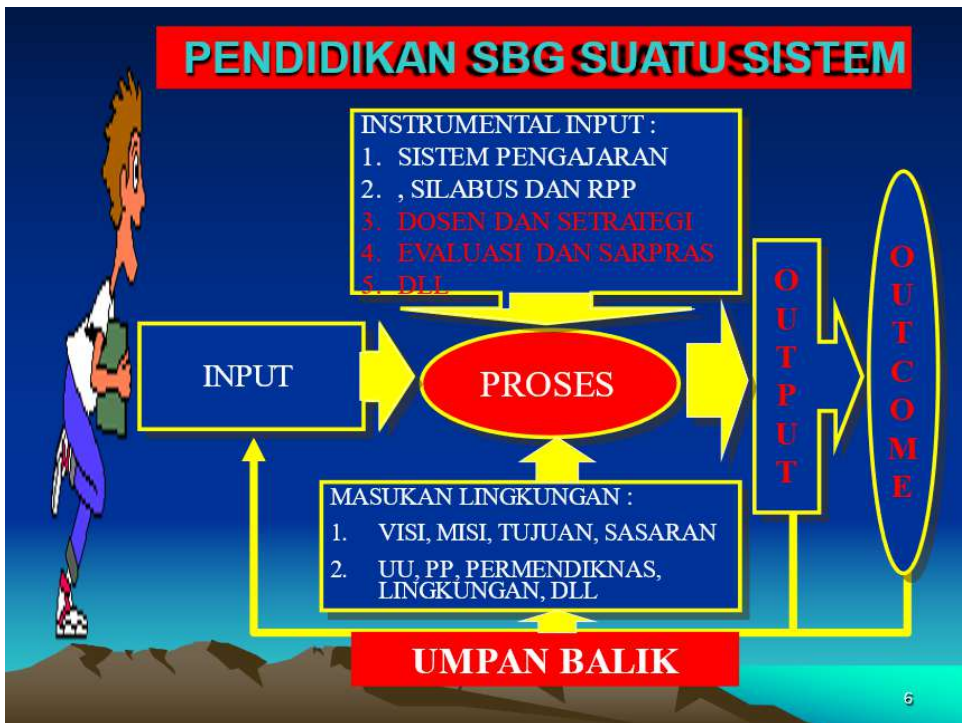 PENDIDIKAN SBG SUATU SISTEM
INSTRUMENTAL INPUT :
1. SISTEM PENGAJARAN
2. , SILABUS DAN RPP
3. DOSEN DAN SETRATEGI
4. EVALUASI DAN SARPRAS
5. DLL
INPUT
PROSES
OUTPUT
OUTCOME
MASUKAN LINGKUNGAN :
1. VISI, MISI, TUJUAN, SASARAN
2. UU, PP, PERMENDIKNAS,
LINGKUNGAN, DLL
UMPAN BALIK
6